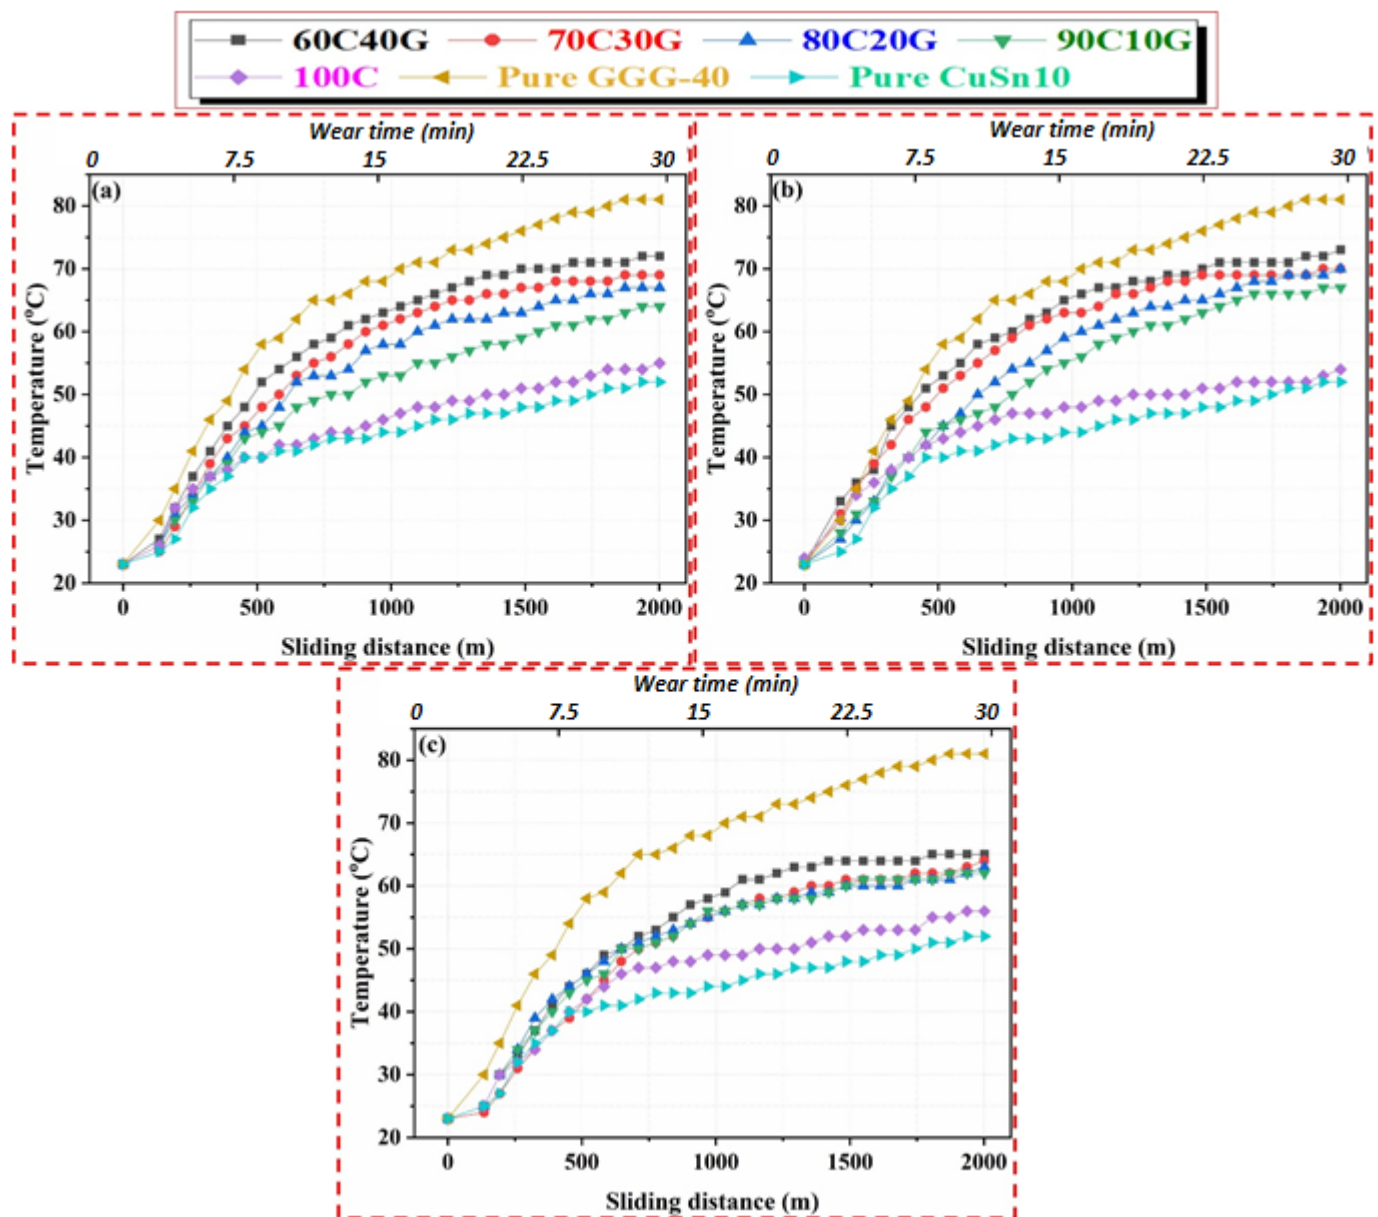 60C40G 70C30G 80C20G 90C10G
100C Pure GGG-40 Pure CuSn10
Wear time (min)
0 7.5 15 22.5 30
(a)
80
70
60
50
40
30
20
Temperature (°C)
0 500 1000 1500 2000
Sliding distance (m)
Wear time (min)
0 7.5 15 22.5 30
(b)
80
70
60
50
40
30
20
Temperature (°C)
0 500 1000 1500 2000
Sliding distance (m)
Wear time (min)
0 7.5 15 22.5 30
(c)
80
70
60
50
40
30
20
Temperature (°C)
0 500 1000 1500 2000
Sliding distance (m)